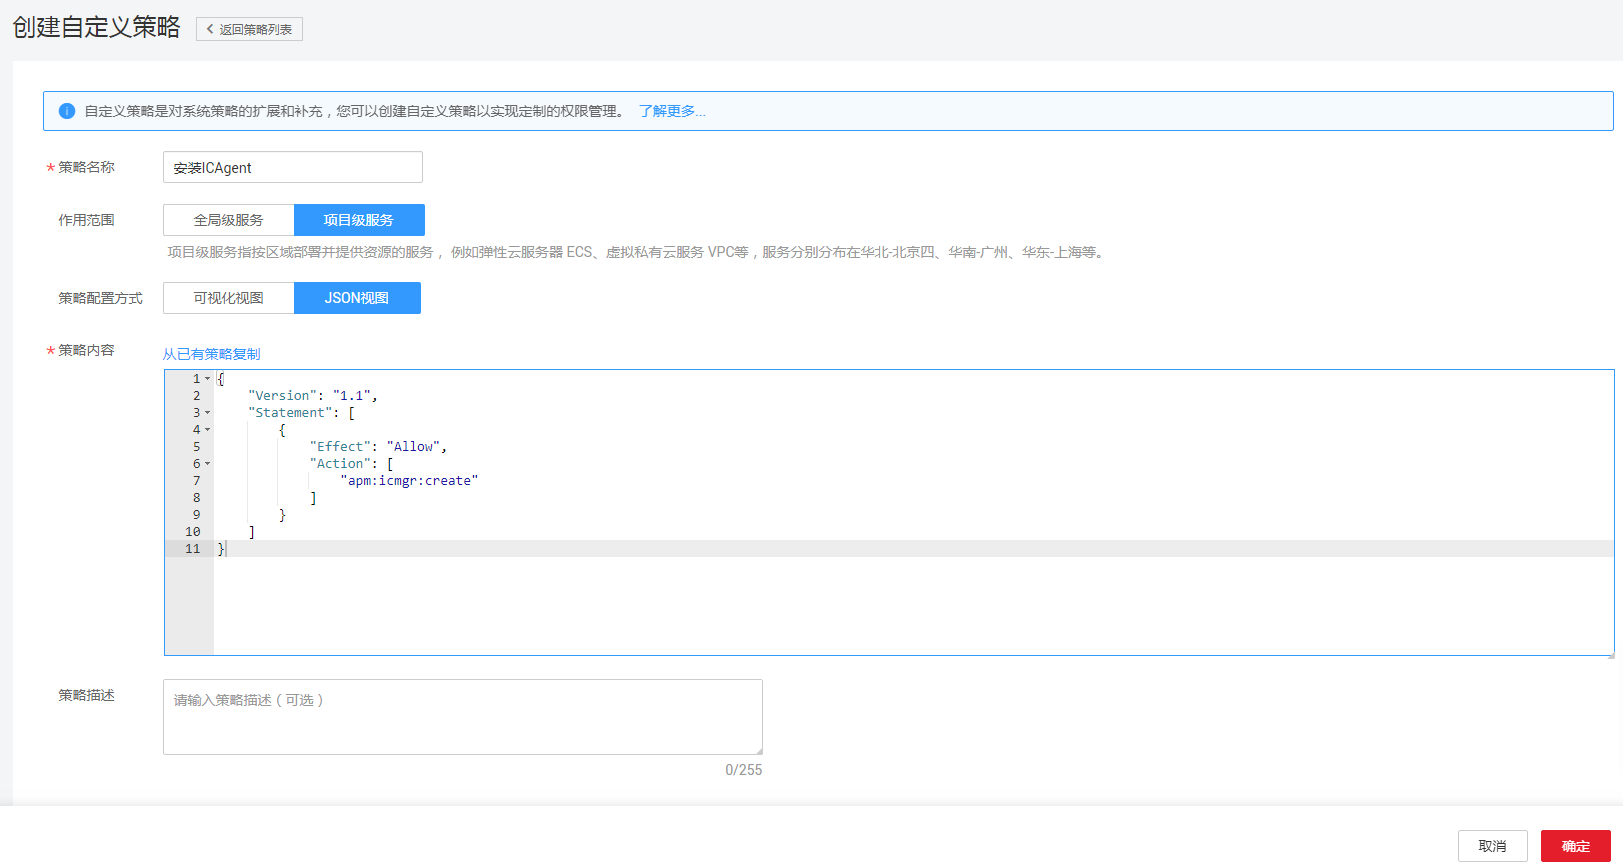 创建自定义策略 返回策略列表
自定义策略是对系统策略的扩展和补充，您可以创建自定义策略以实现定制的权限管理。 了解更多...
* 策略名称 安装ICAgent
作用范围 全局级服务 项目级服务
项目级服务指按区域部署并提供资源的服务， 例如弹性云服务器 ECS、虚拟私有云服务 VPC等，服务分别分布在华北-北京四、华南-广州、华东-上海等。
策略配置方式 可视化视图 JSON视图
* 策略内容 从已有策略复制
1 {
2 "Version": "1.1",
3 "Statement": [
4 {
5 "Effect": "Allow",
6 "Action": [
7 "apm:icmgr:create"
8 ]
9 }
10 ]
11 }
策略描述 请输入策略描述（可选）
0/255
取消 确定